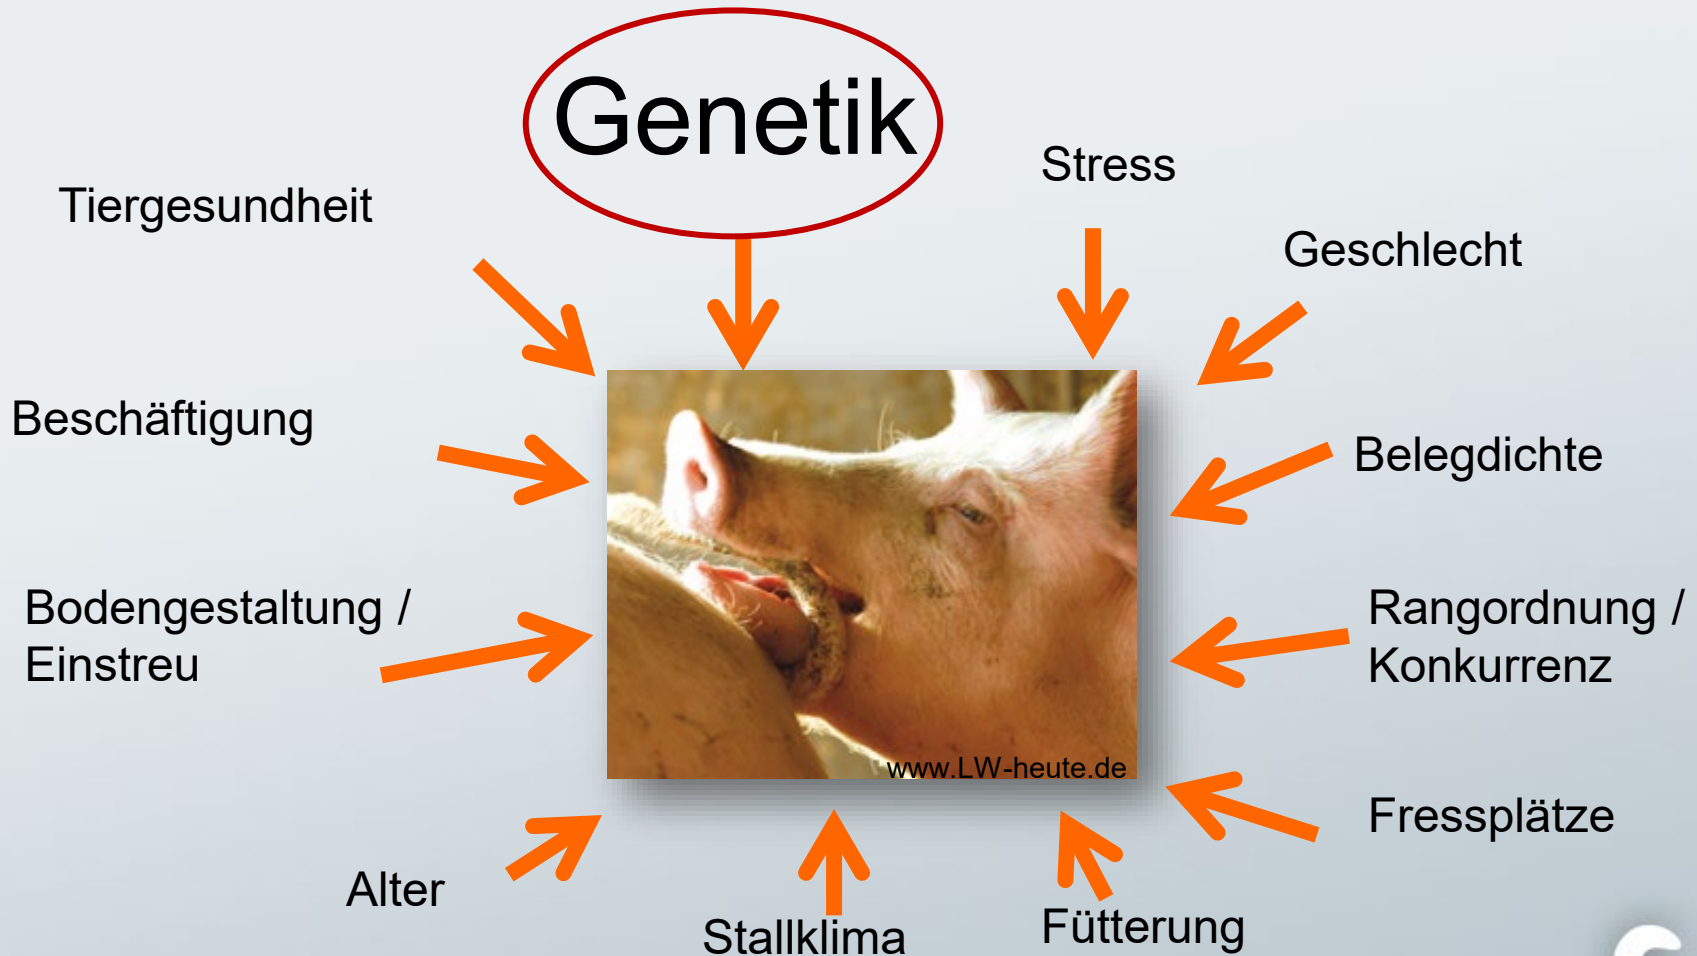 Genetik
Stress
Tiergesundheit
Geschlecht
Beschäftigung
Belegdichte
Bodengestaltung /
Einstreu
Rangordnung /
Konkurrenz
www.LW-heute.de
Fressplätze
Alter
Stallklima
Fütterung